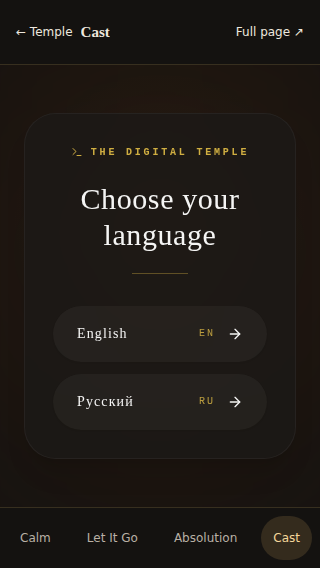 ← Temple Cast Full page ↗
>_ THE DIGITAL TEMPLE
Choose your
language
English EN →
Русский RU →
Calm Let It Go Absolution Cast